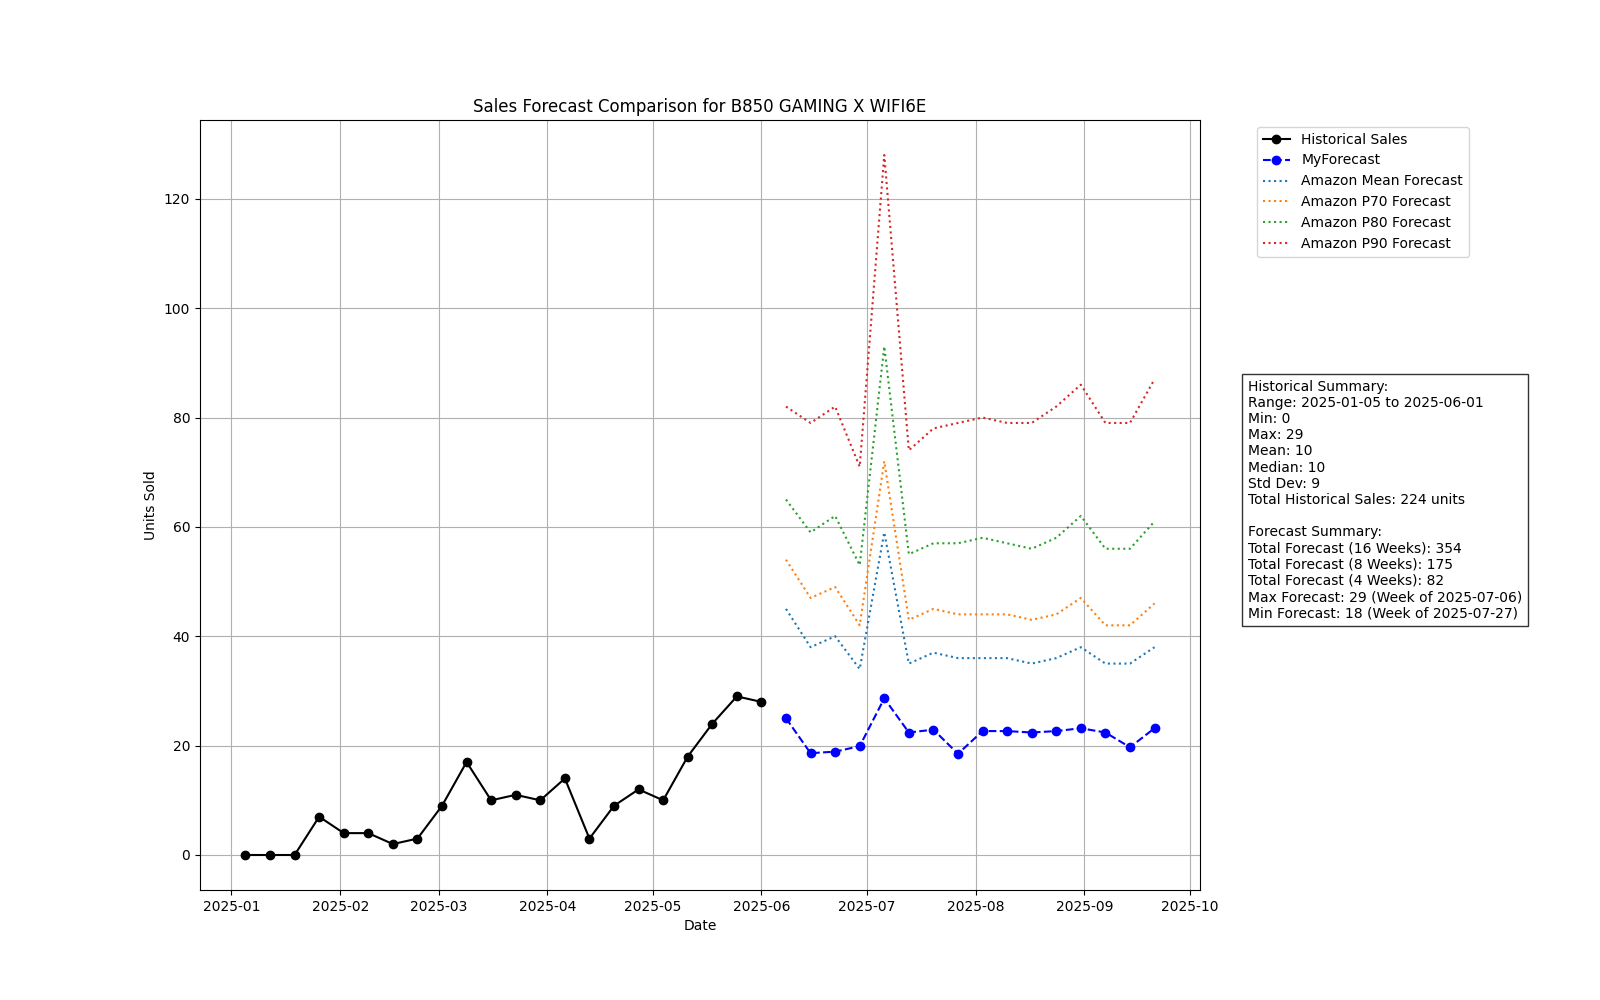 Sales Forecast Comparison for B850 GAMING X WIFI6E
Historical Sales
MyForecast
Amazon Mean Forecast
Amazon P70 Forecast
Amazon P80 Forecast
Amazon P90 Forecast
120
100
80
60
40
20
0
Units Sold
Historical Summary:
Range: 2025-01-05 to 2025-06-01
Min: 0
Max: 29
Mean: 10
Median: 10
Std Dev: 9
Total Historical Sales: 224 units
Forecast Summary:
Total Forecast (16 Weeks): 354
Total Forecast (8 Weeks): 175
Total Forecast (4 Weeks): 82
Max Forecast: 29 (Week of 2025-07-06)
Min Forecast: 18 (Week of 2025-07-27)
2025-01 2025-02 2025-03 2025-04 2025-05 2025-06 2025-07 2025-08 2025-09 2025-10
Date